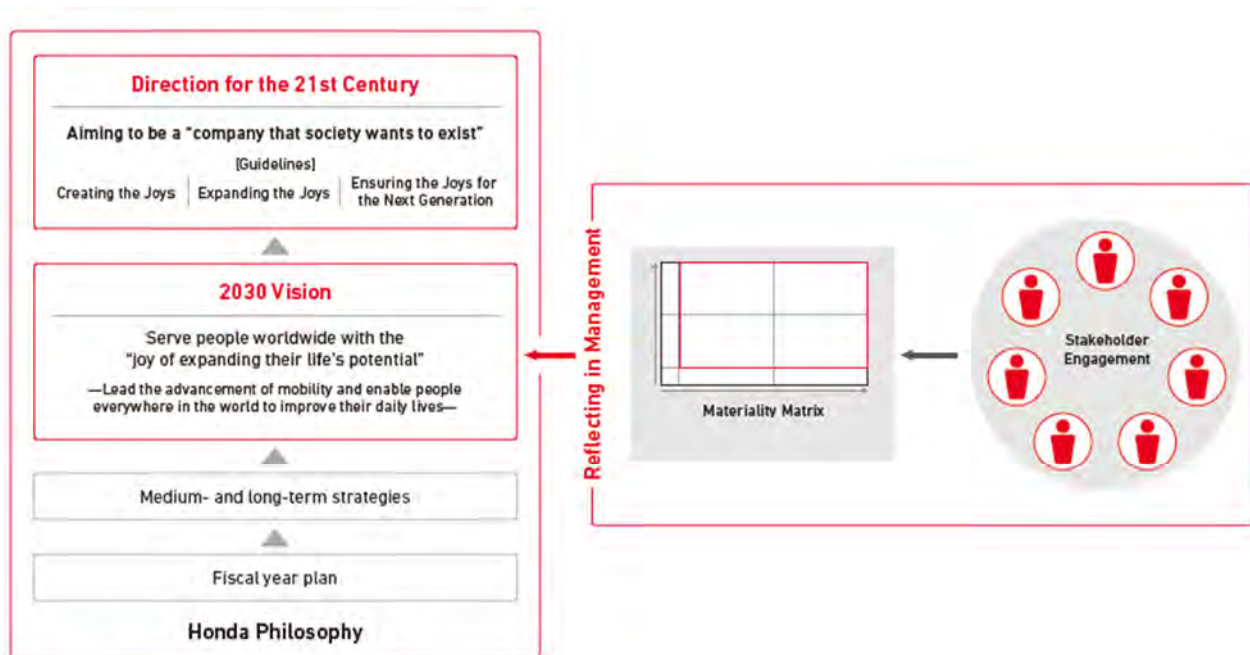 Direction for the 21st Century
Aiming to be a “company that society wants to exist”
[Guidelines]
Creating the Joys
Expanding the Joys
Ensuring the Joys for
the Next Generation
2030 Vision
Serve people worldwide with the
“joy of expanding their life’s potential”
—Lead the advancement of mobility and enable people
everywhere in the world to improve their daily lives—
Medium- and long-term strategies
Fiscal year plan
Honda Philosophy
Reflecting in Management
Materiality Matrix
Stakeholder
Engagement